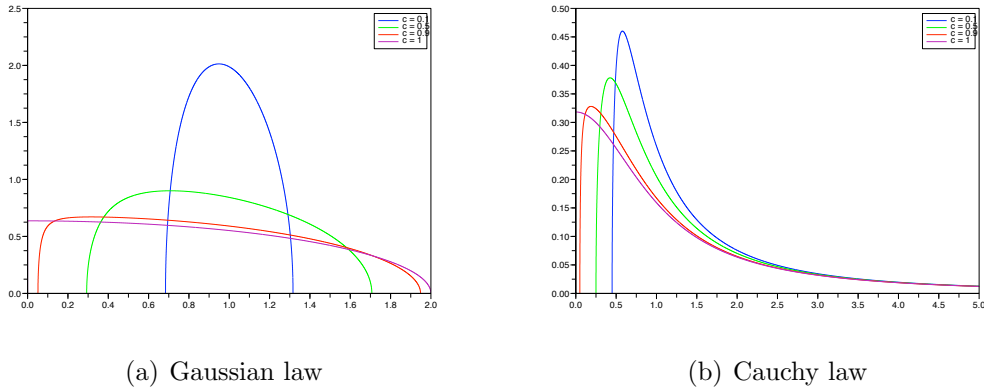 2.5
2.0
1.5
1.0
0.5
0.0
0.0 0.2 0.4 0.6 0.8 1.0 1.2 1.4 1.6 1.8 2.0
c = 0.1
c = 0.5
c = 0.9
c = 1
(a) Gaussian law
0.50
0.45
0.40
0.35
0.30
0.25
0.20
0.15
0.10
0.05
0.00
0.0 0.5 1.0 1.5 2.0 2.5 3.0 3.5 4.0 4.5 5.0
c = 0.1
c = 0.5
c = 0.9
c = 1
(b) Cauchy law